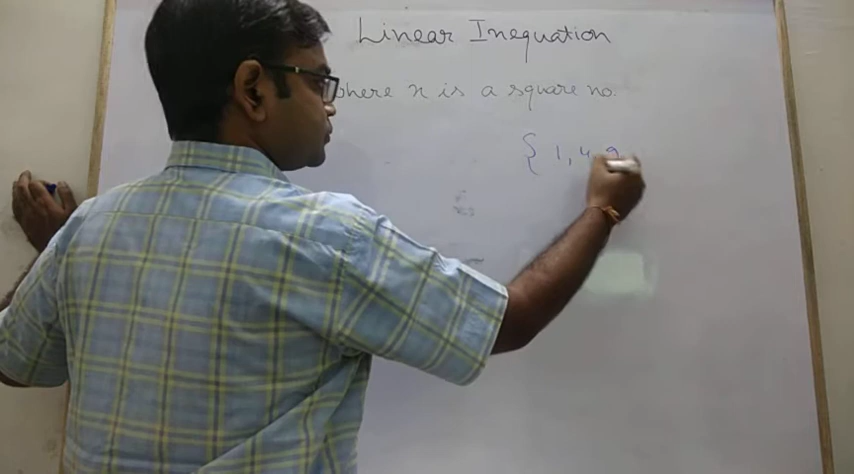 Linear Inequation
where x is a square no.
{ 1, 4, 9